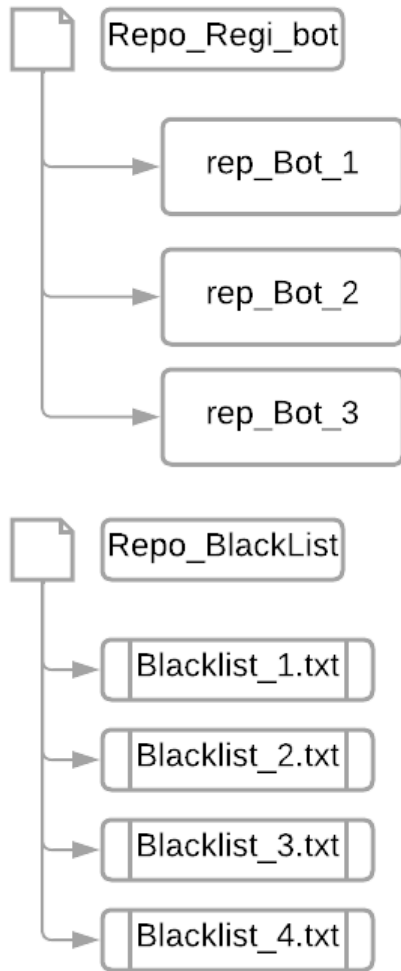 Repo_Regi_bot
rep_Bot_1
rep_Bot_2
rep_Bot_3
Repo_BlackList
Blacklist_1.txt
Blacklist_2.txt
Blacklist_3.txt
Blacklist_4.txt